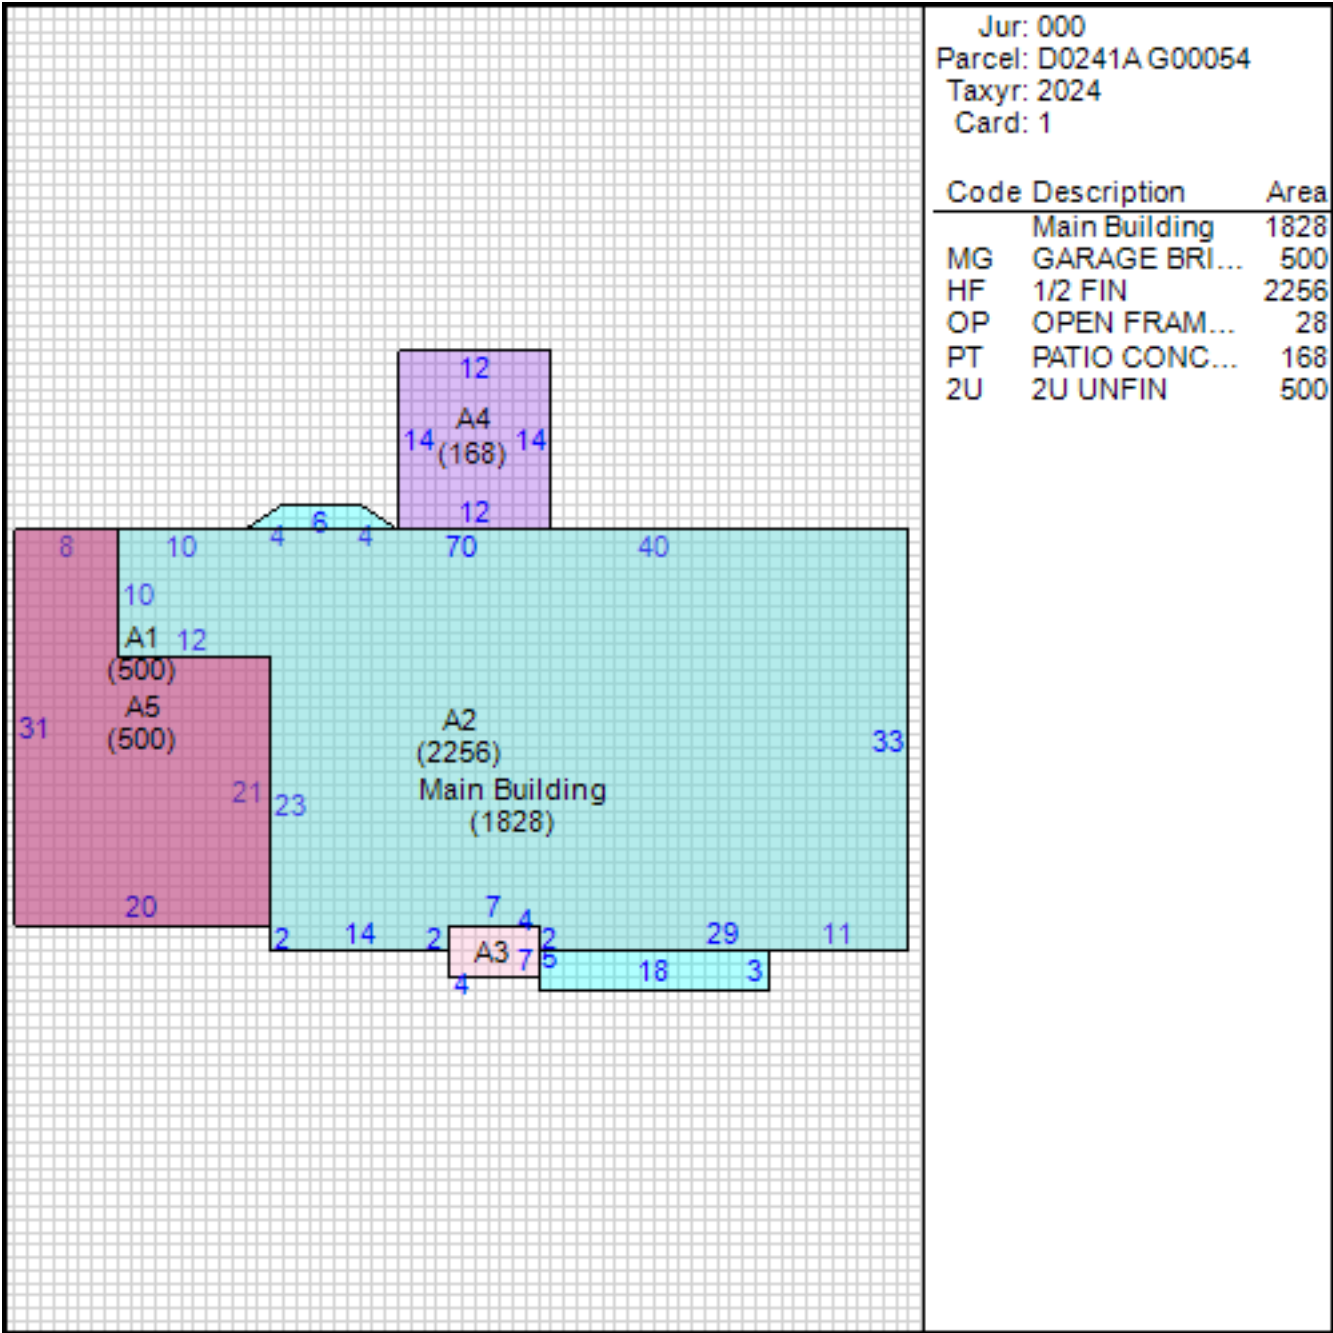 Jur: 000
Parcel: D0241A G00054
Taxyr: 2024
Card: 1
Code Description Area
Main Building 1828
MG GARAGE BRI... 500
HF 1/2 FIN 2256
OP OPEN FRAM... 28
PT PATIO CONC... 168
2U 2U UNFIN 500
12
A4
14 14
(168)
12
6
4 4
8 10 70 40
10
A1 12
(500)
A5
(500)
31
A2
(2256)
33
Main Building
(1828)
21 23
20
7
4
2 14 2 2 29 11
A3 7 5
18 3
4